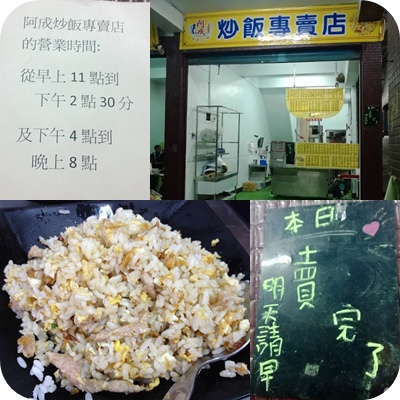 阿成炒飯專賣店
的營業時間:
從早上 11 點到
下午 2 點 30 分
及下午 4 點到
晚上 8 點
阿成
炒飯專賣店
本日
賣完了
明天請早